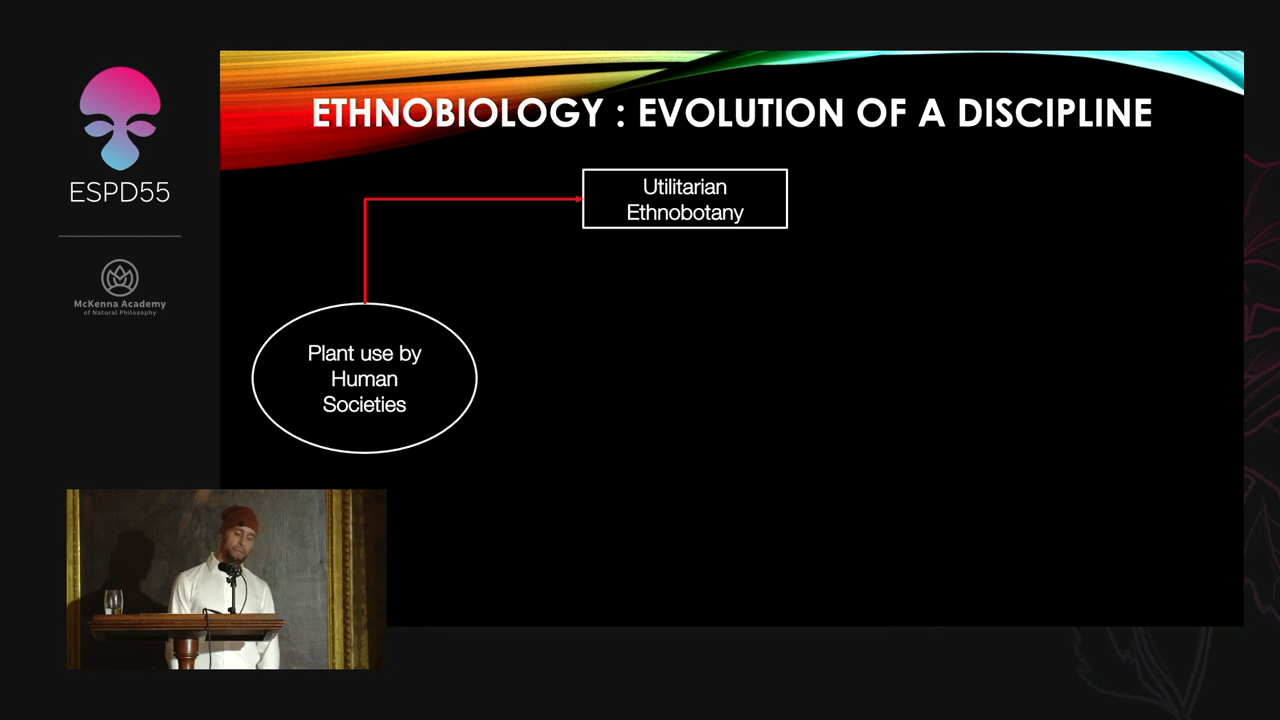 ESPD55
McKenna Academy
of Natural Philosophy
ETHNOBIOLOGY : EVOLUTION OF A DISCIPLINE
Utilitarian
Ethnobotany
Plant use by
Human
Societies